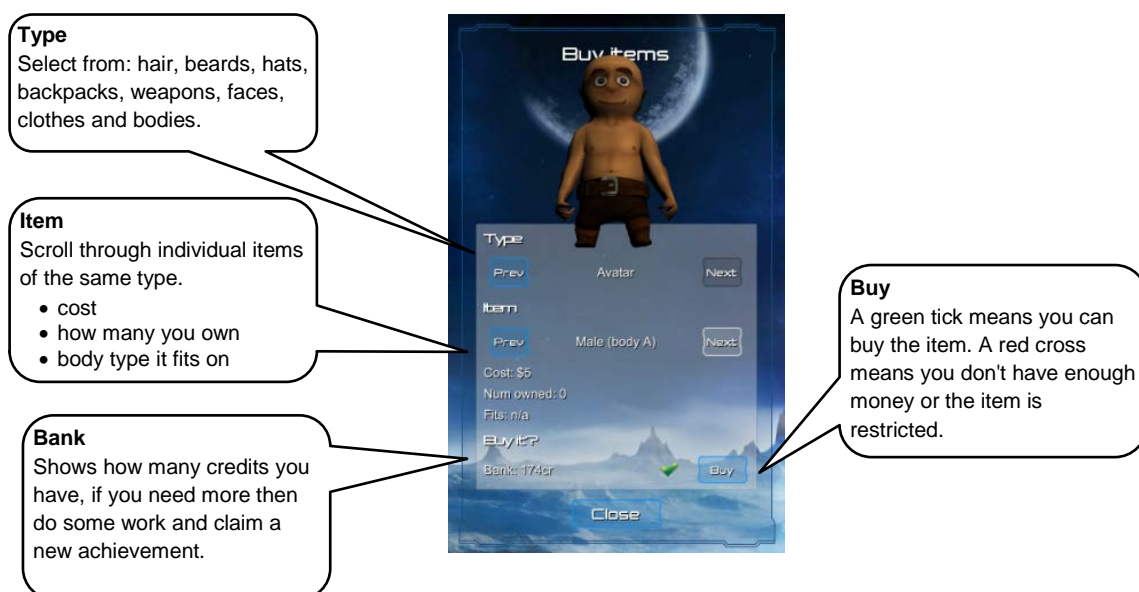 Type
Select from: hair, beards, hats,
backpacks, weapons, faces,
clothes and bodies.
Item
Scroll through individual items
of the same type.
• cost
• how many you own
• body type it fits on
Bank
Shows how many credits you
have, if you need more then
do some work and claim a
new achievement.
Buy items
Type
Prev Avatar Next
Item
Prev Male (body A) Next
Cost: $5
Num owned: 0
Fits: n/a
Buy it?
Bank: 174cr Buy
Close
Buy
A green tick means you can
buy the item. A red cross
means you don't have enough
money or the item is
restricted.